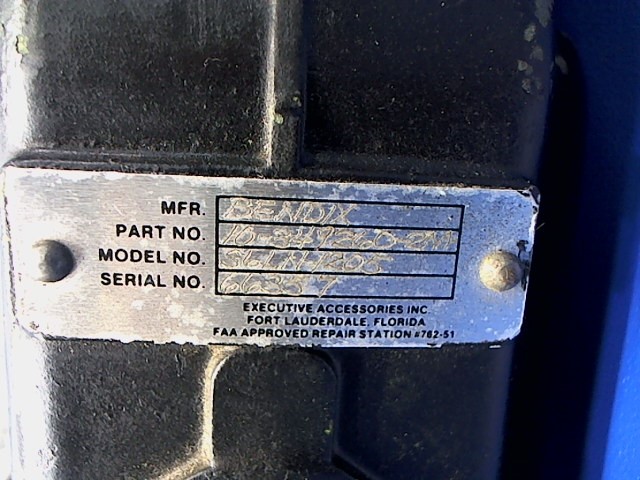 MFR. BENDIX
PART NO.
MODEL NO.
SERIAL NO.
EXECUTIVE ACCESSORIES INC
FORT LAUDERDALE, FLORIDA
FAA APPROVED REPAIR STATION #762-51